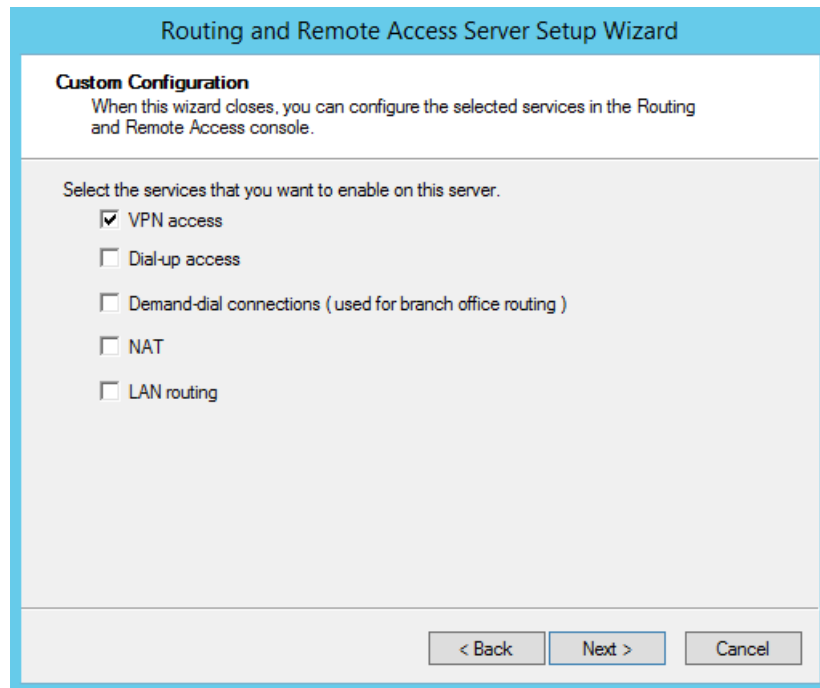 Routing and Remote Access Server Setup Wizard
Custom Configuration
When this wizard closes, you can configure the selected services in the Routing
and Remote Access console.
Select the services that you want to enable on this server.
VPN access
Dial-up access
Demand-dial connections ( used for branch office routing )
NAT
LAN routing
< Back
Next >
Cancel